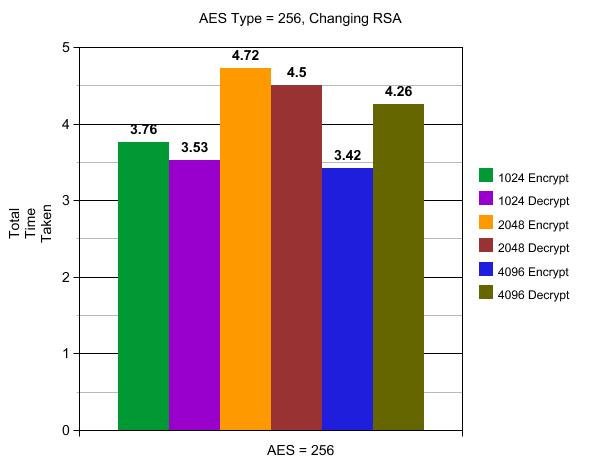 AES Type = 256, Changing RSA
5
4
3
2
1
0
Total
Time
Taken
3.76
3.53
4.72
4.5
3.42
4.26
AES = 256
1024 Encrypt
1024 Decrypt
2048 Encrypt
2048 Decrypt
4096 Encrypt
4096 Decrypt